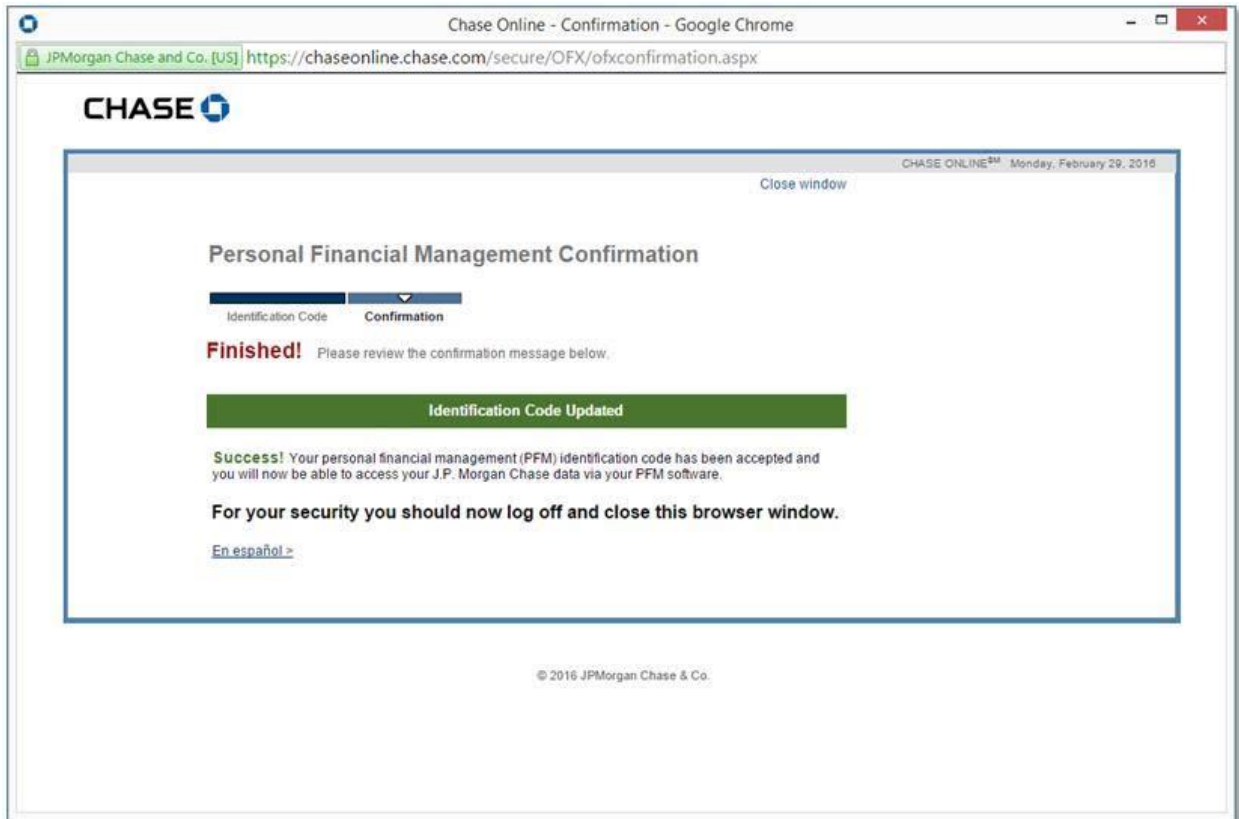 Chase Online - Confirmation - Google Chrome
JPMorgan Chase and Co. [US] https://chaseonline.chase.com/secure/OFX/ofxconfirmation.aspx
CHASE
CHASE ONLINE℠ Monday, February 29, 2016
Close window
Personal Financial Management Confirmation
Identification Code Confirmation
Finished! Please review the confirmation message below.
Identification Code Updated
Success! Your personal financial management (PFM) identification code has been accepted and
you will now be able to access your J.P. Morgan Chase data via your PFM software.
For your security you should now log off and close this browser window.
En español >
© 2016 JPMorgan Chase & Co.